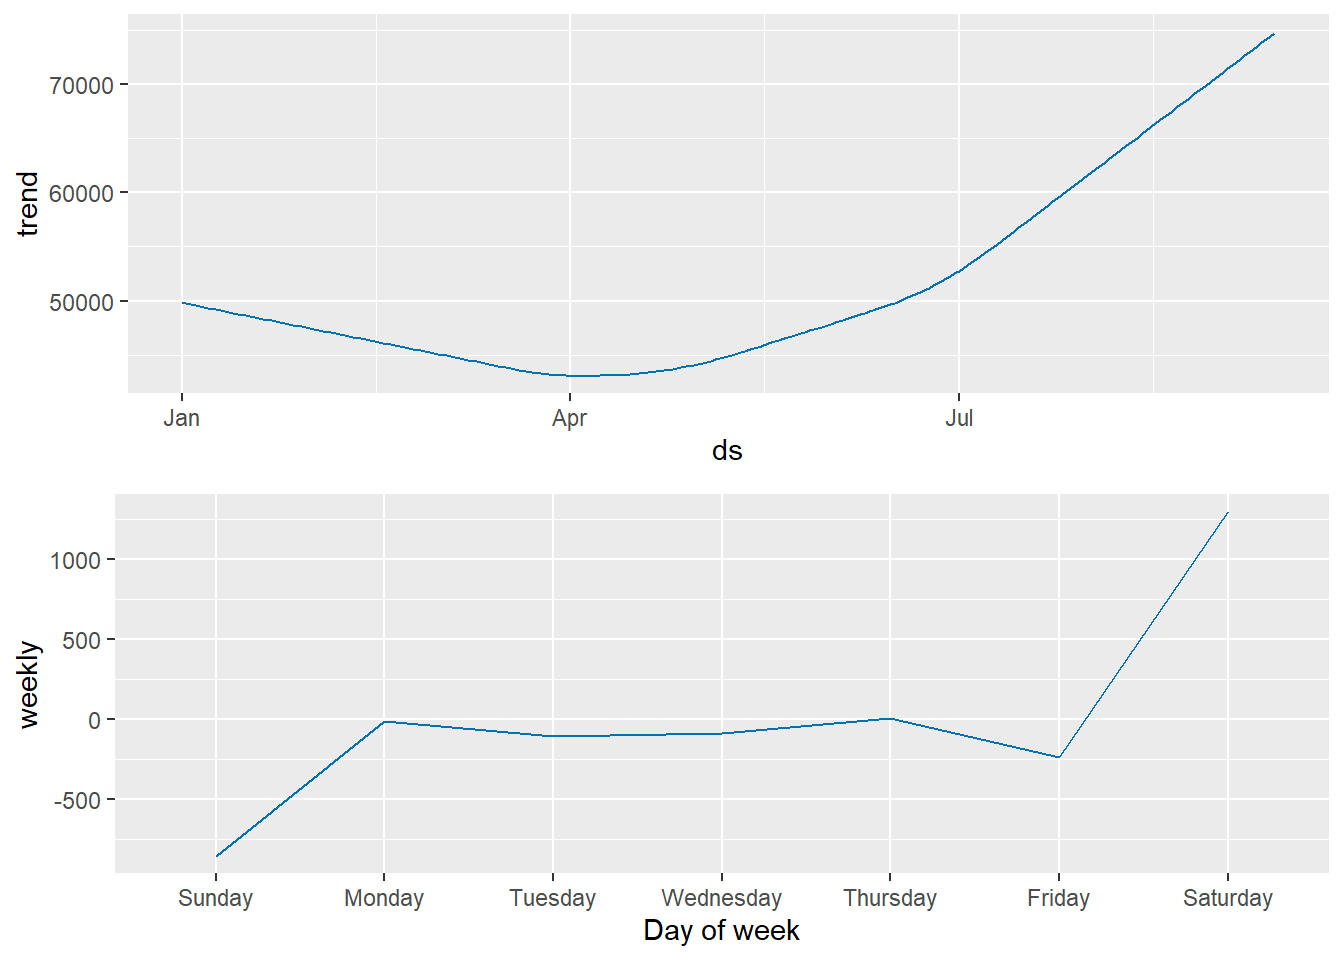 trend
70000
60000
50000
Jan Apr Jul
ds
weekly
1000
500
0
-500
Sunday Monday Tuesday Wednesday Thursday Friday Saturday
Day of week